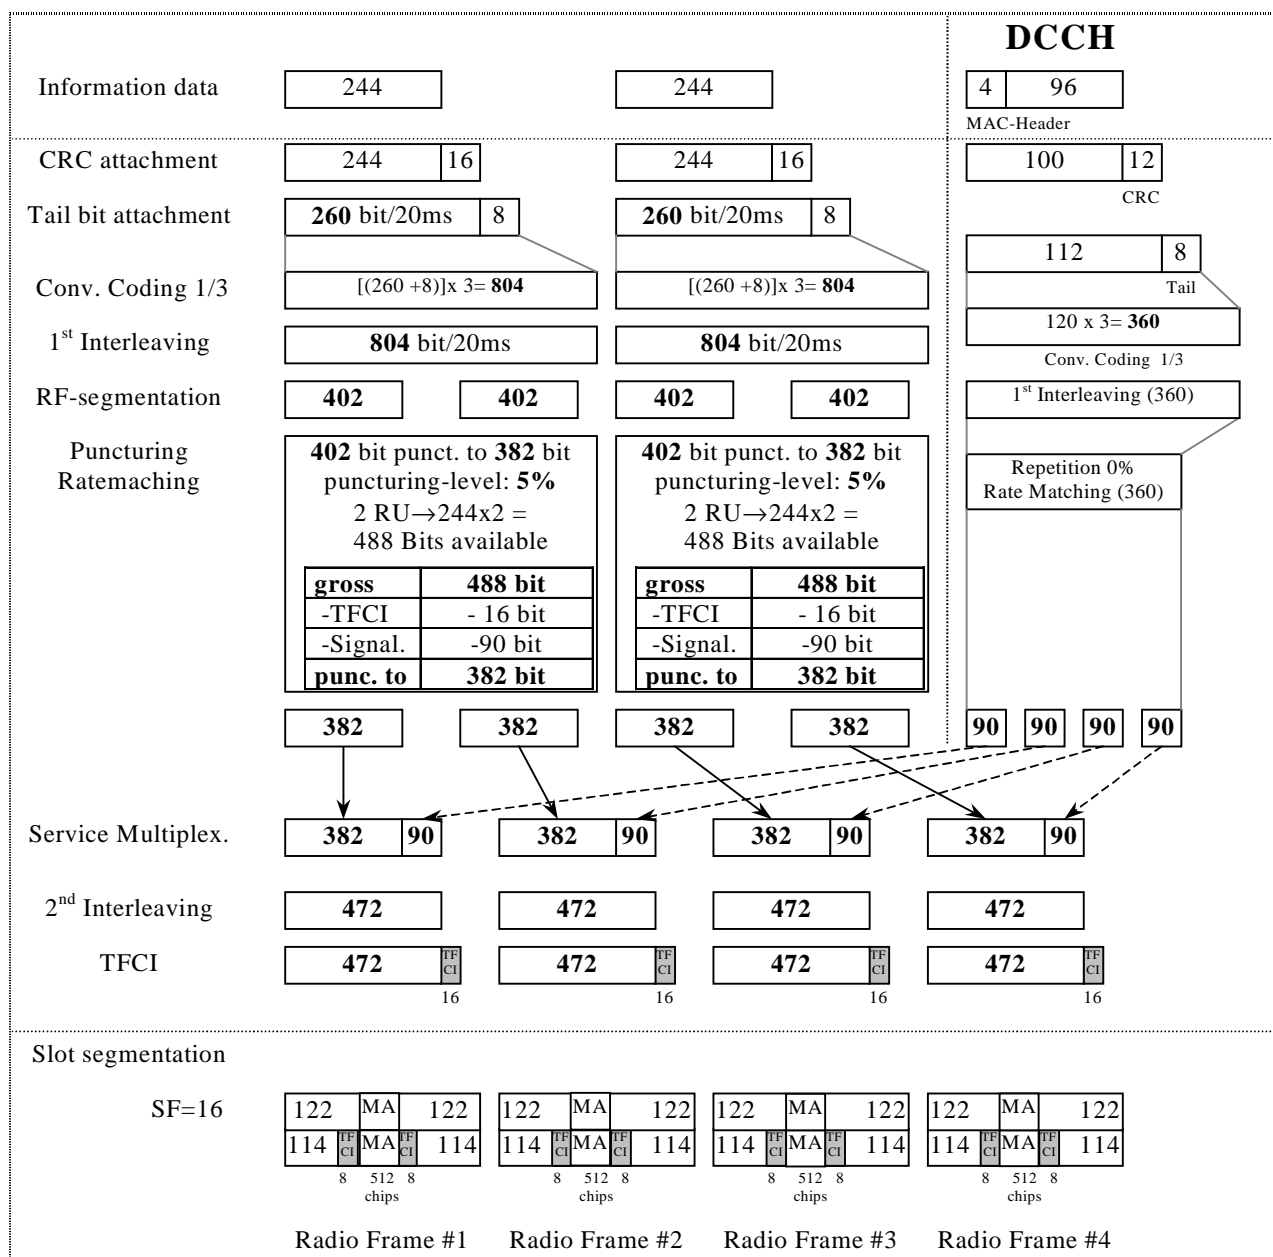 DCCH
Information data 244 244 4 96
MAC-Header
CRC attachment 244 16 244 16 100 12
CRC
Tail bit attachment 260 bit/20ms 8 260 bit/20ms 8
112 8
Tail
Conv. Coding 1/3 [(260 +8)]x 3= 804 [(260 +8)]x 3= 804
120 x 3= 360
Conv. Coding 1/3
1st Interleaving 804 bit/20ms 804 bit/20ms
RF-segmentation 402 402 402 402 1st Interleaving (360)
Puncturing 402 bit punct. to 382 bit 402 bit punct. to 382 bit
Ratemaching puncturing-level: 5% puncturing-level: 5%
Repetition 0%
Rate Matching (360)
2 RU→244x2 = 2 RU→244x2 =
488 Bits available 488 Bits available
gross 488 bit gross 488 bit
-TFCI - 16 bit -TFCI - 16 bit
-Signal. -90 bit -Signal. -90 bit
punc. to 382 bit punc. to 382 bit
382 382 382 382 90 90 90 90
Service Multiplex. 382 90 382 90 382 90 382 90
2nd Interleaving 472 472 472 472
TFCI 472 TF CI 472 TF CI 472 TF CI 472 TF CI
16 16 16 16
Slot segmentation
SF=16 122 MA 122 122 MA 122 122 MA 122 122 MA 122
114 TF CI MA TF CI 114 114 TF CI MA TF CI 114 114 TF CI MA TF CI 114 114 TF CI MA TF CI 114
8 512 8 8 512 8 8 512 8 8 512 8
chips chips chips chips
Radio Frame #1 Radio Frame #2 Radio Frame #3 Radio Frame #4